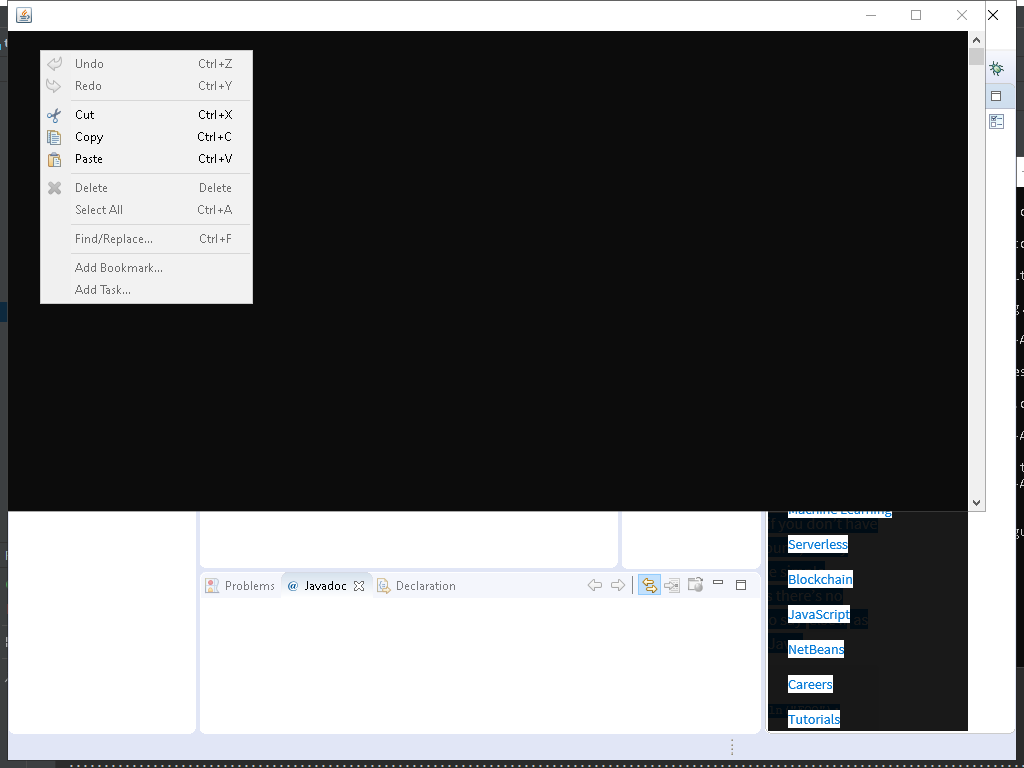 Undo Ctrl+Z
Redo Ctrl+Y
Cut Ctrl+X
Copy Ctrl+C
Paste Ctrl+V
Delete Delete
Select All Ctrl+A
Find/Replace... Ctrl+F
Add Bookmark...
Add Task...
Machine Learning
If you don't have
Serverless
Blockchain
s there's no
JavaScript
NetBeans
Careers
Tutorials
Problems @ Javadoc Declaration